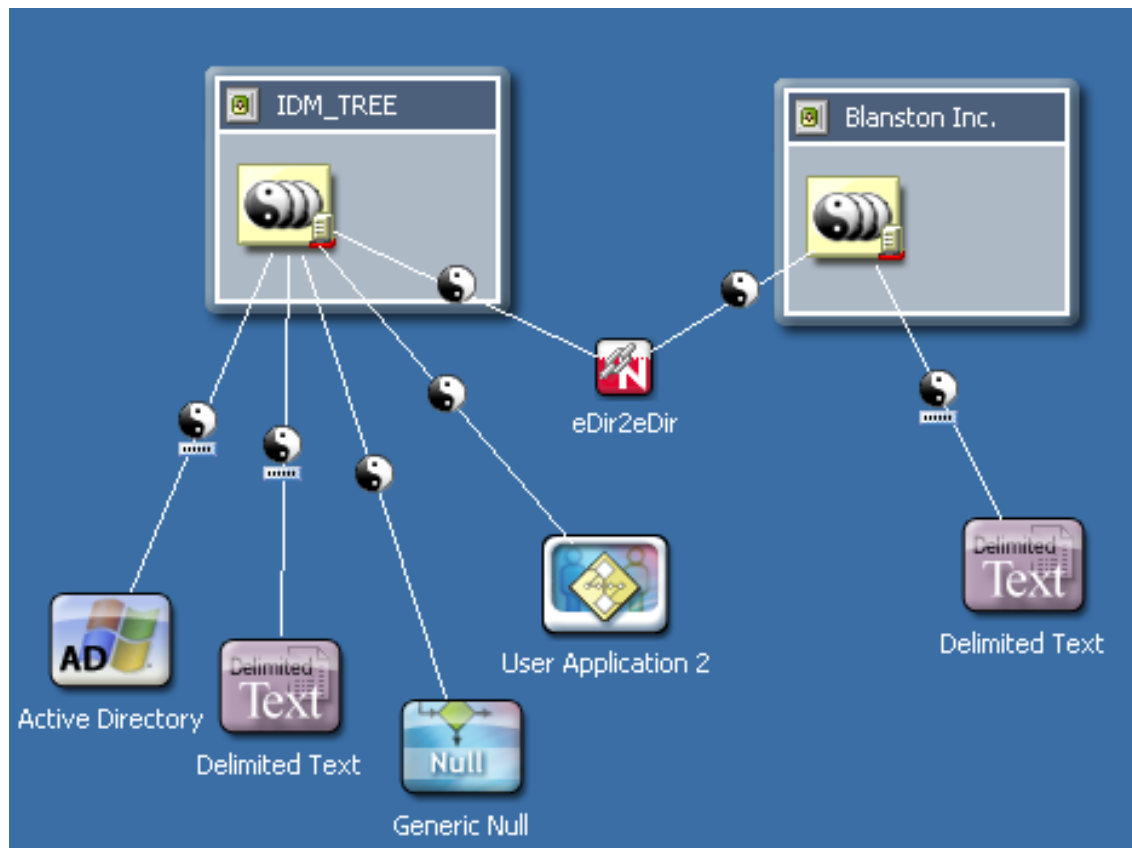 IDM_TREE
Blanston Inc.
eDir2eDir
N
AD
Active Directory
Delimited
Text
Delimited Text
Null
Generic Null
User Application 2
Delimited
Text
Delimited Text